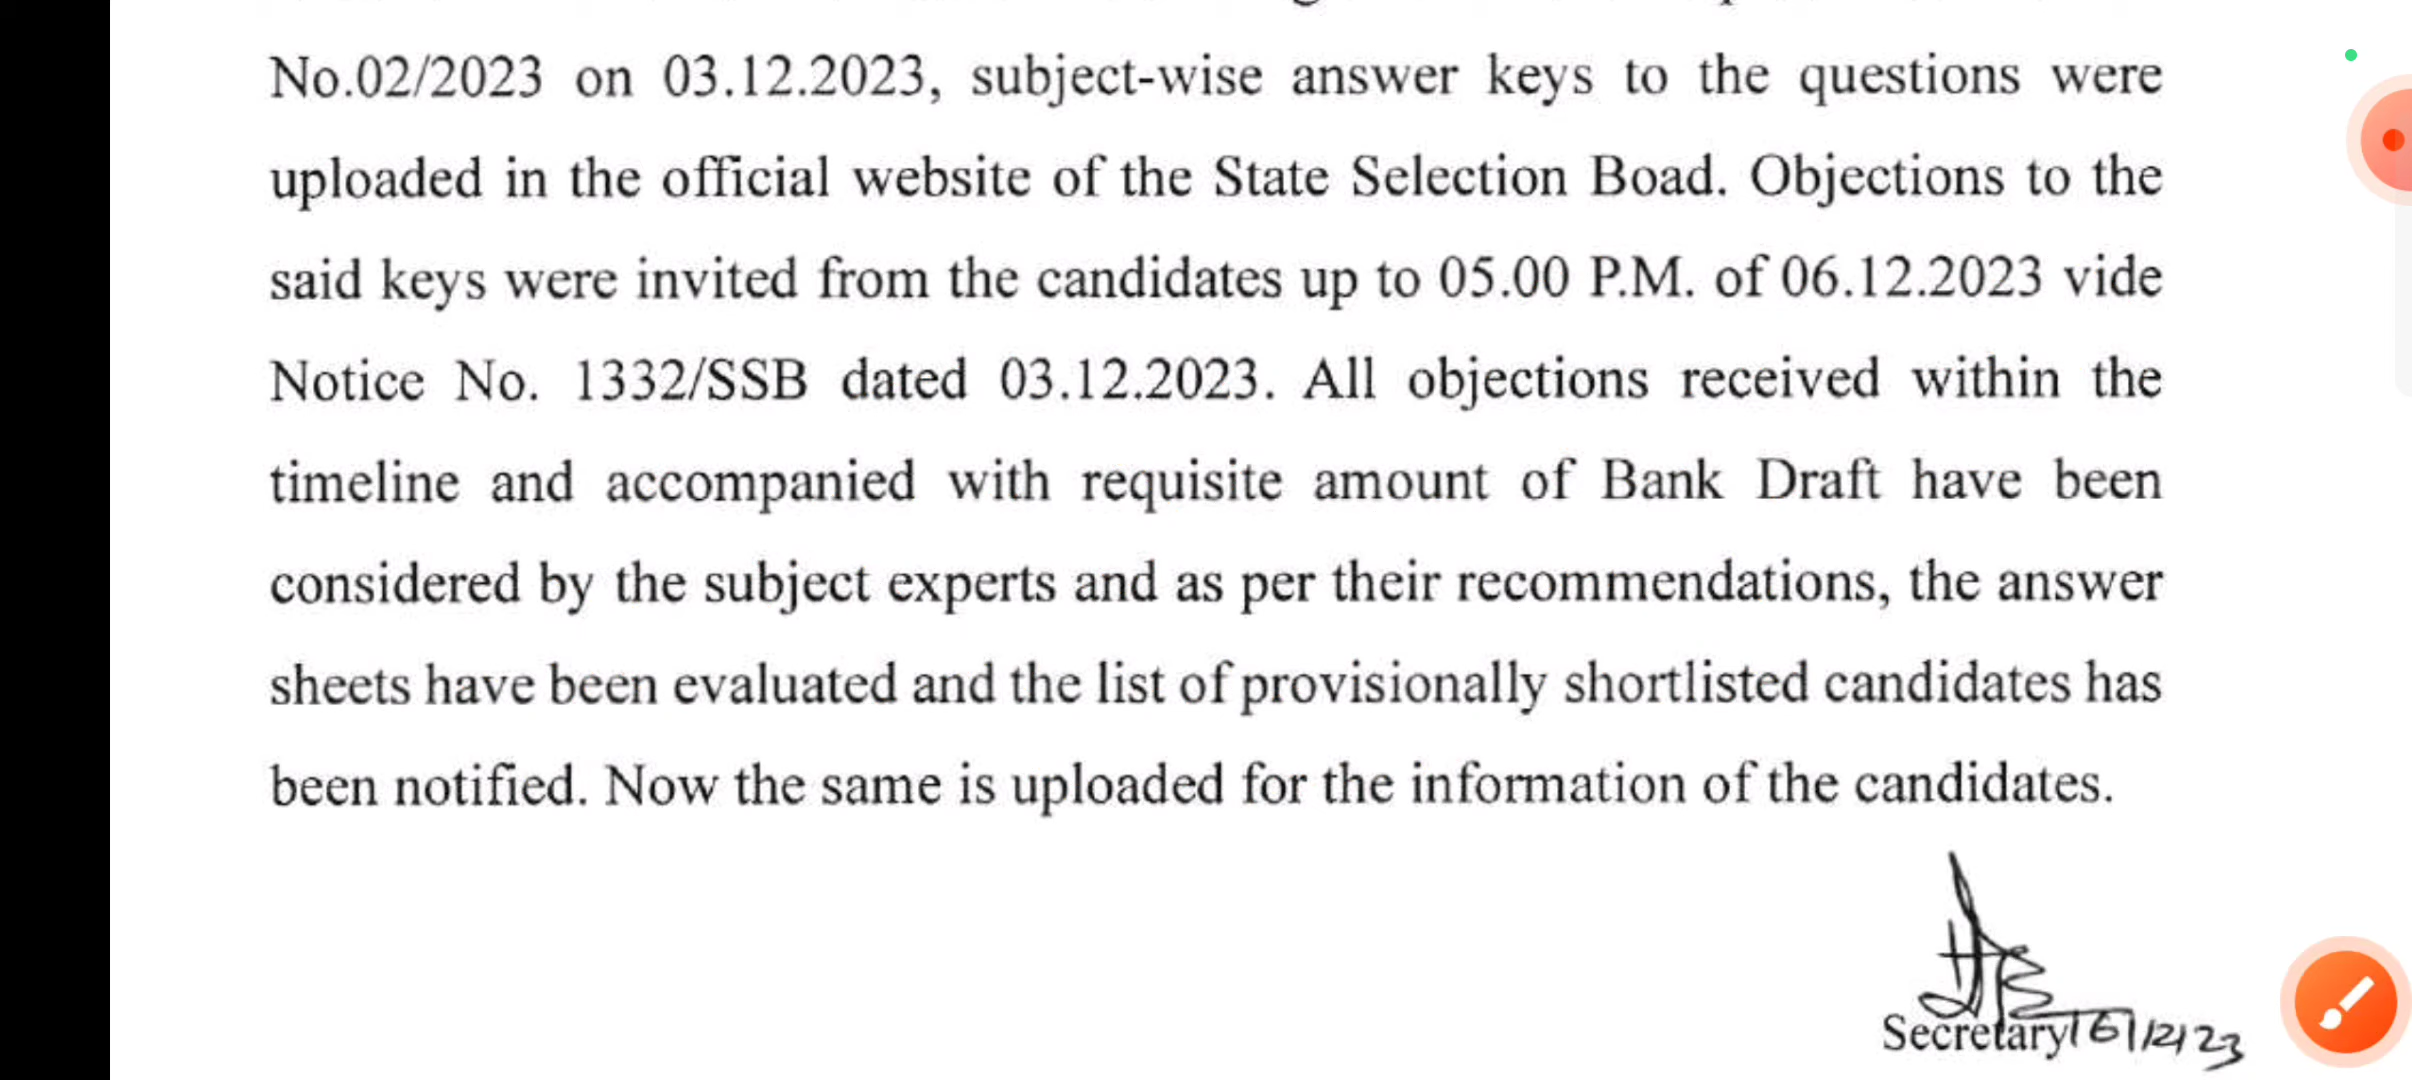 No.02/2023 on 03.12.2023, subject-wise answer keys to the questions were
uploaded in the official website of the State Selection Boad. Objections to the
said keys were invited from the candidates up to 05.00 P.M. of 06.12.2023 vide
Notice No. 1332/SSB dated 03.12.2023. All objections received within the
timeline and accompanied with requisite amount of Bank Draft have been
considered by the subject experts and as per their recommendations, the answer
sheets have been evaluated and the list of provisionally shortlisted candidates has
been notified. Now the same is uploaded for the information of the candidates.
Secretary 16/12/23